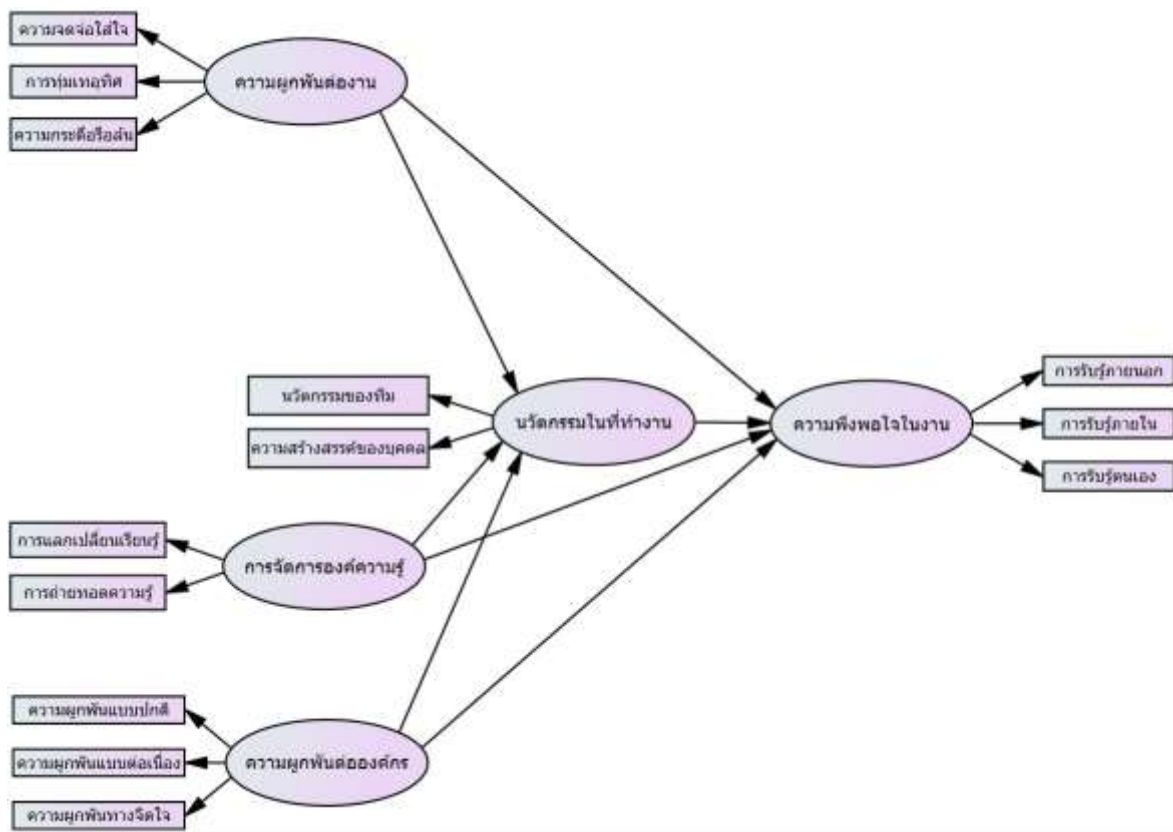 ความจดจ่อใส่ใจ
การทุ่มเทอุทิศ
ความกระตือรือล้น
ความผูกพันต่องาน
นวัตกรรมของทีม
ความสร้างสรรค์ของบุคคล
นวัตกรรมในที่ทำงาน
ความพึงพอใจในงาน
การรับรู้ภายนอก
การรับรู้ภายใน
การรับรู้ตนเอง
การแลกเปลี่ยนเรียนรู้
การถ่ายทอดความรู้
การจัดการองค์ความรู้
ความผูกพันแบบปกติ
ความผูกพันแบบต่อเนื่อง
ความผูกพันทางจิตใจ
ความผูกพันต่อองค์กร